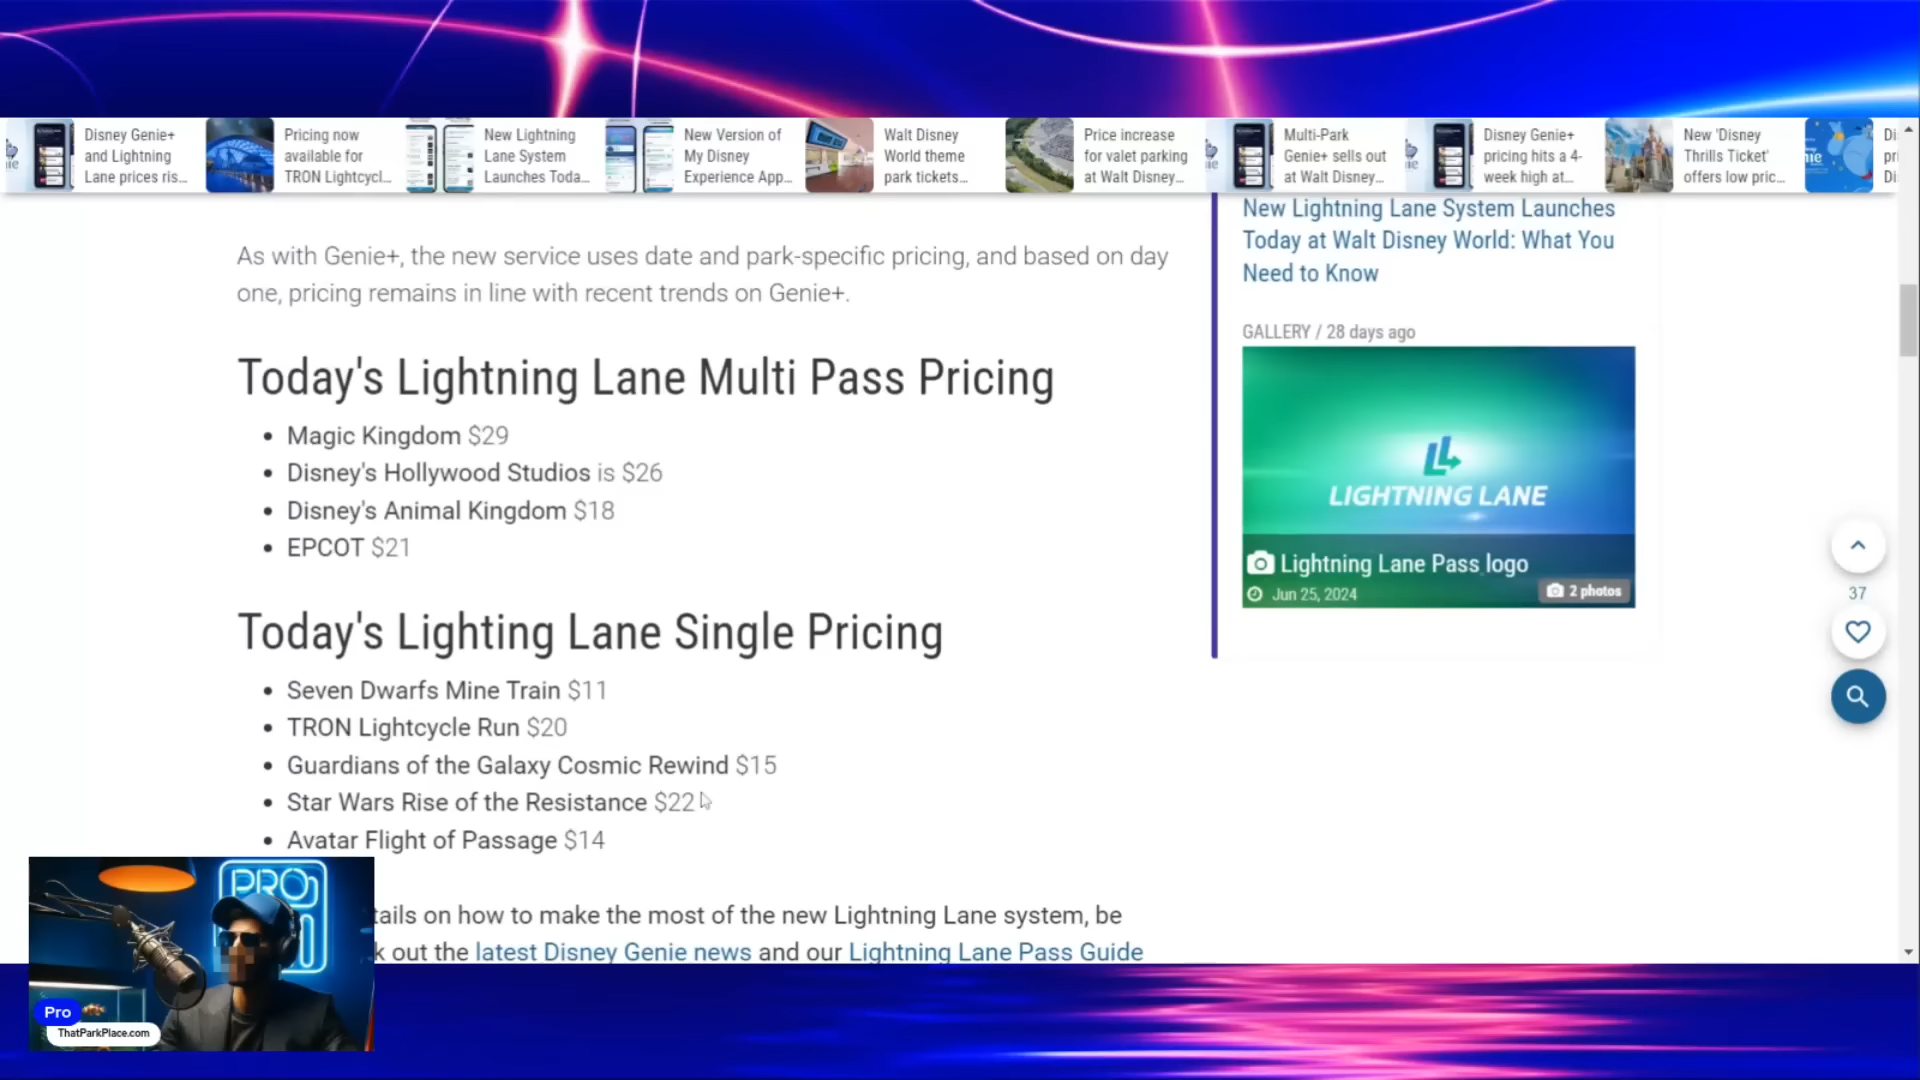 Disney Genie+
and Lightning
Lane prices ris...
Pricing now
available for
TRON Lightcycl...
New Lightning
Lane System
Launches Toda...
New Version of
My Disney
Experience App...
Walt Disney
World theme
park tickets...
Price increase
for valet parking
at Walt Disney...
Multi-Park
Genie+ sells out
at Walt Disney...
Disney Genie+
pricing hits a 4-
week high at...
New 'Disney
Thrills Ticket'
offers low pric...
As with Genie+, the new service uses date and park-specific pricing, and based on day
one, pricing remains in line with recent trends on Genie+.
Today's Lightning Lane Multi Pass Pricing
Magic Kingdom $29
Disney's Hollywood Studios is $26
Disney's Animal Kingdom $18
EPCOT $21
Today's Lighting Lane Single Pricing
Seven Dwarfs Mine Train $11
TRON Lightcycle Run $20
Guardians of the Galaxy Cosmic Rewind $15
Star Wars Rise of the Resistance $22
Avatar Flight of Passage $14
tails on how to make the most of the new Lightning Lane system, be
k out the latest Disney Genie news and our Lightning Lane Pass Guide
New Lightning Lane System Launches
Today at Walt Disney World: What You
Need to Know
GALLERY / 28 days ago
LIGHTNING LANE
Lightning Lane Pass logo
Jun 25, 2024
2 photos
37
PRO
Pro
ThatParkPlace.com